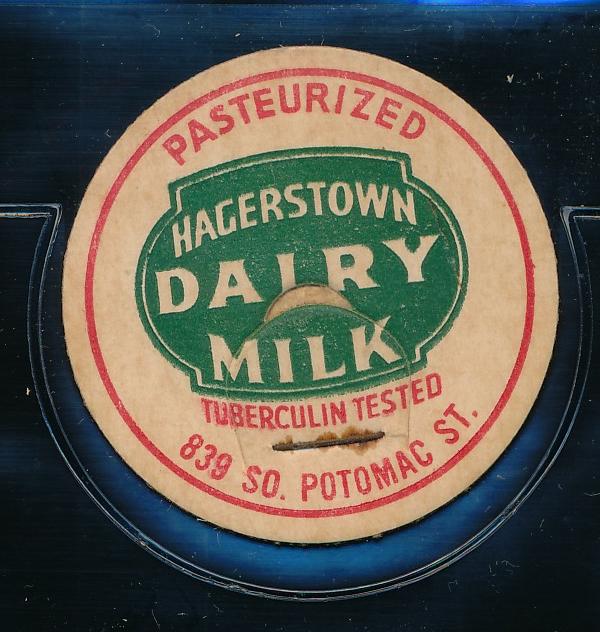 PASTEURIZED
HAGERSTOWN
DAIRY
MILK
TUBERCULIN TESTED
839 SO. POTOMAC ST.